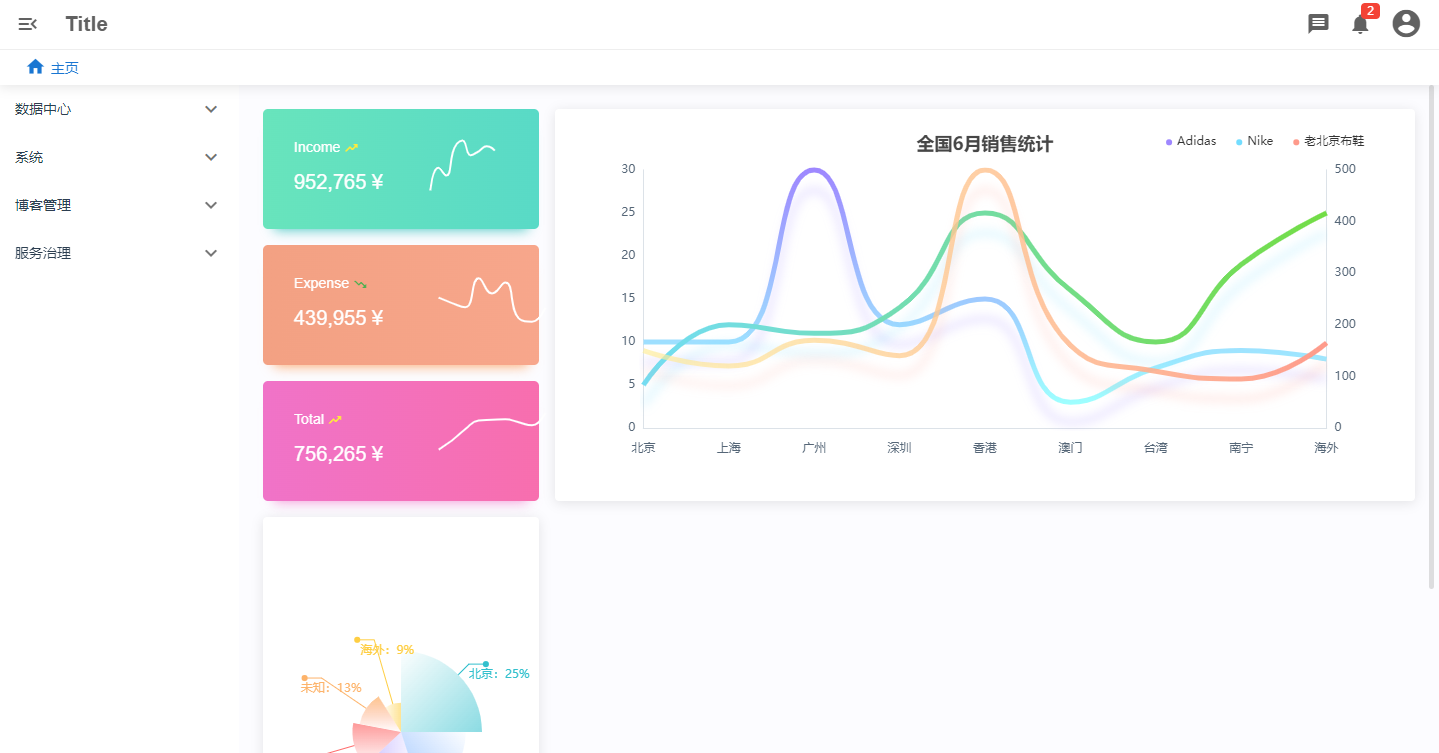 Title
2
主页
数据中心
系统
博客管理
服务治理
Income
952,765 ¥
Expense
439,955 ¥
Total
756,265 ¥
全国6月销售统计
Adidas Nike 老北京布鞋
30 500
25 400
20 300
15 200
10 100
5 0
0
北京 上海 广州 深圳 香港 澳门 台湾 南宁 海外
海外：9%
北京：25%
未知：13%